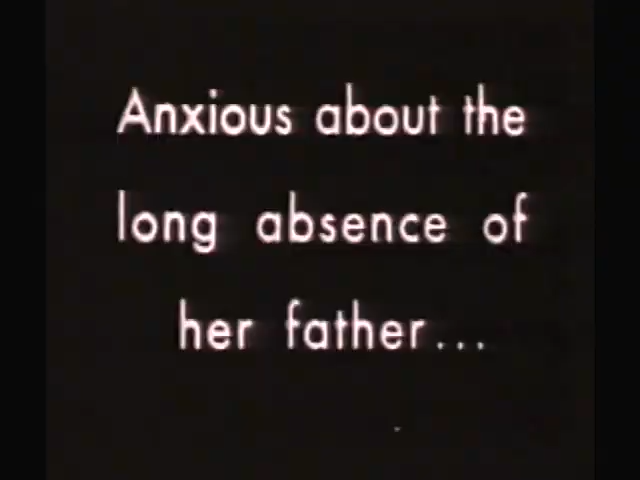 Anxious about the
long absence of
her father...